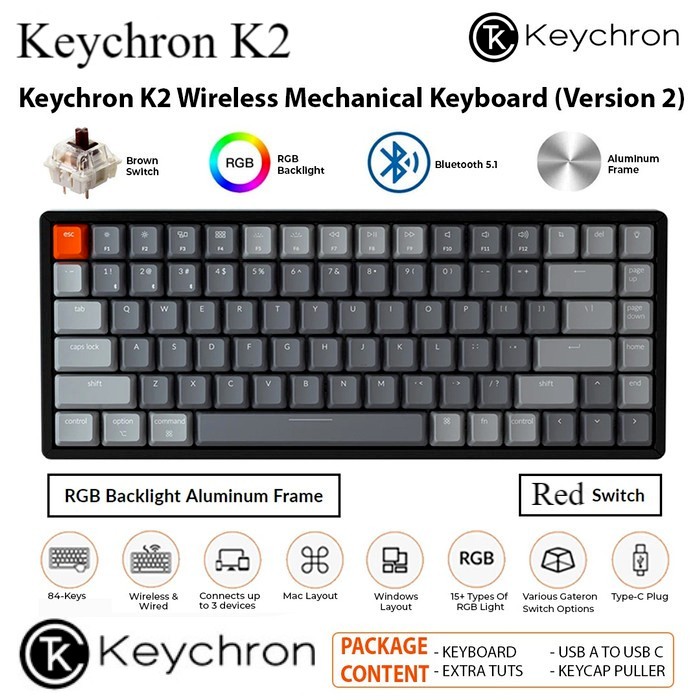 Keychron K2
K Keychron
Keychron K2 Wireless Mechanical Keyboard (Version 2)
Brown
Switch
RGB
RGB
Backlight
Bluetooth 5.1
Aluminum
Frame
esc F1 F2 F3 F4 F5 F6 F7 F8 F9 F10 F11 F12 del
1! 2@ 3# 4$ 5% 6^ 7& 8* 9( 0) -- =+ page up
tab Q W E R T Y U I O P [{ ]} \| page down
caps lock A S D F G H J K L home
shift Z X C V B N M /? shift end
control option command fn control
RGB Backlight Aluminum Frame
Red Switch
84-Keys
Wireless &
Wired
Connects up
to 3 devices
Mac Layout
Windows
Layout
RGB
15+ Types Of
RGB Light
Various Gateron
Switch Options
Type-C Plug
K Keychron
PACKAGE
CONTENT
- KEYBOARD
- EXTRA TUTS
- USB A TO USB C
- KEYCAP PULLER